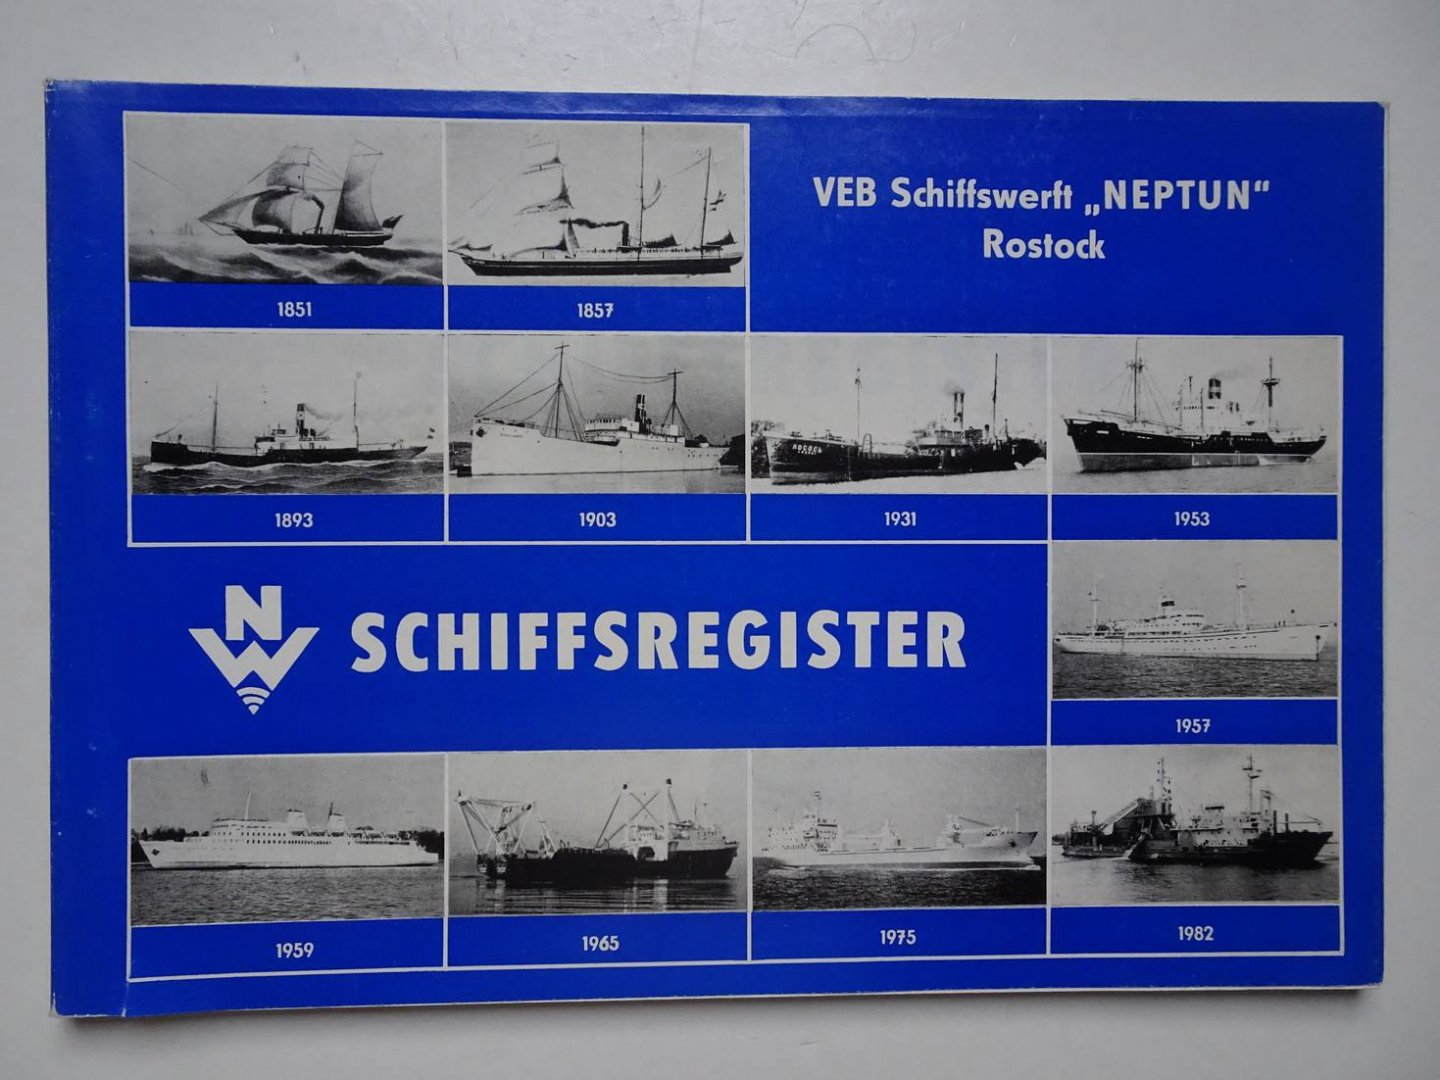 VEB Schiffswerft „NEPTUN“
Rostock
1851
1857
1893
1903
1931
1953
NW
SCHIFFSREGISTER
1957
1959
1965
1975
1982